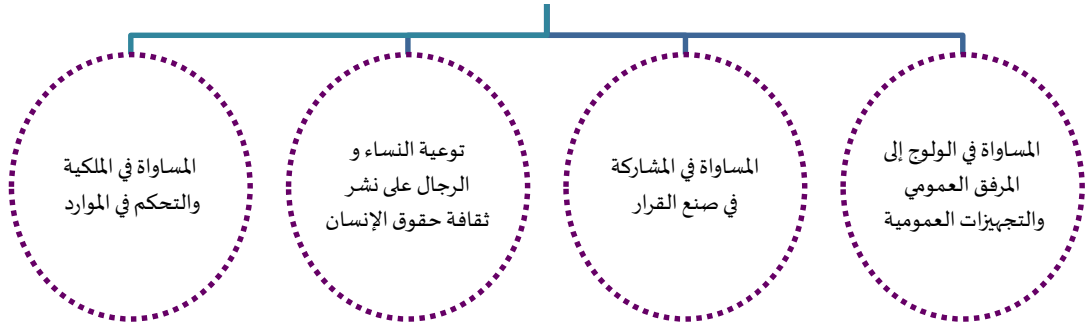 المساواة في الولوج إلى
المرفق العمومي
والتجهيزات العمومية
المساواة في المشاركة
في صنع القرار
توعية النساء و
الرجال على نشر
ثقافة حقوق الإنسان
المساواة في الملكية
والتحكم في الموارد